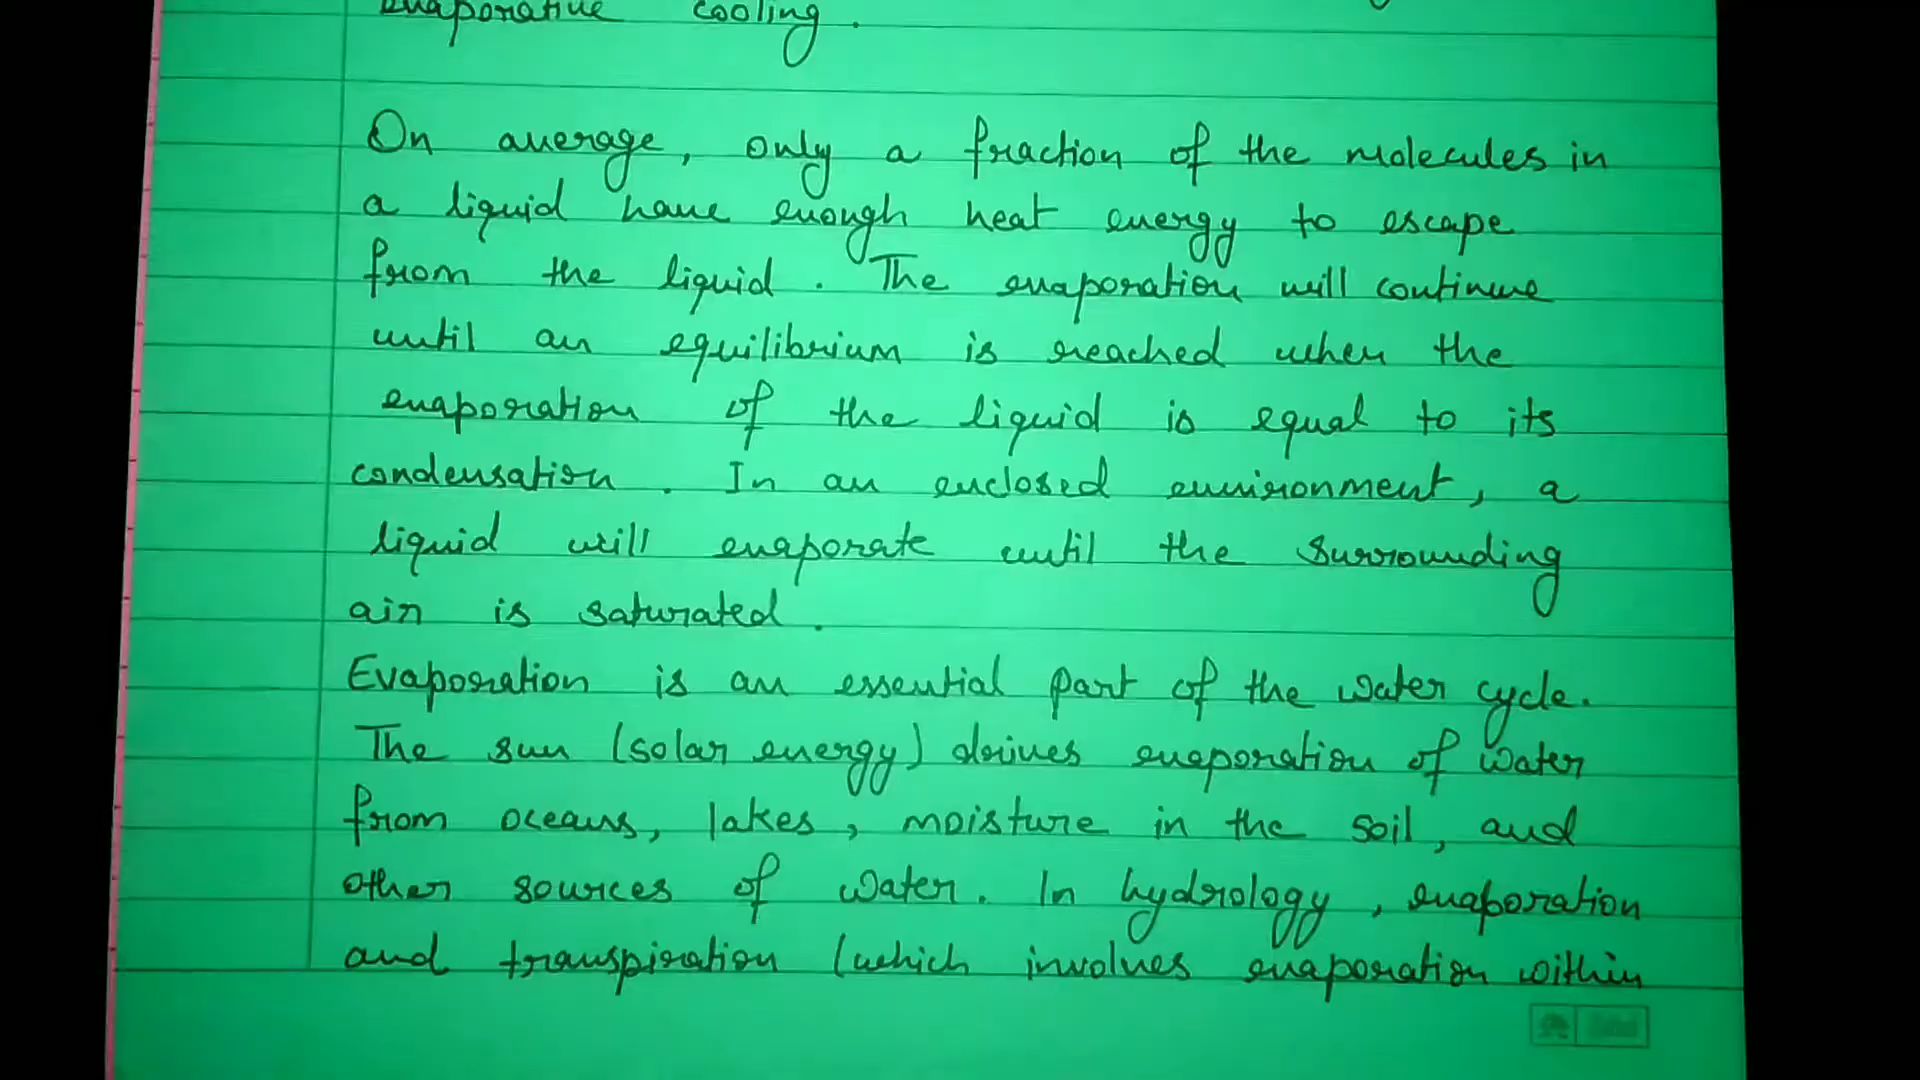 evaporative cooling.
On average, only a fraction of the molecules in
a liquid have enough heat energy to escape
from the liquid. The evaporation will continue
until an equilibrium is reached when the
evaporation of the liquid is equal to its
condensation. In an enclosed environment, a
liquid will evaporate until the surrounding
air is saturated.
Evaporation is an essential part of the water cycle.
The sun (solar energy) drives evaporation of water
from oceans, lakes, moisture in the soil, and
other sources of water. In hydrology, evaporation
and transpiration (which involves evaporation within